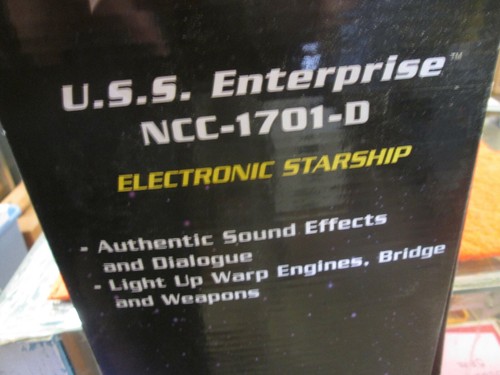 U.S.S. Enterprise™
NCC-1701-D
ELECTRONIC STARSHIP
- Authentic Sound Effects
and Dialogue
- Light Up Warp Engines, Bridge
and Weapons